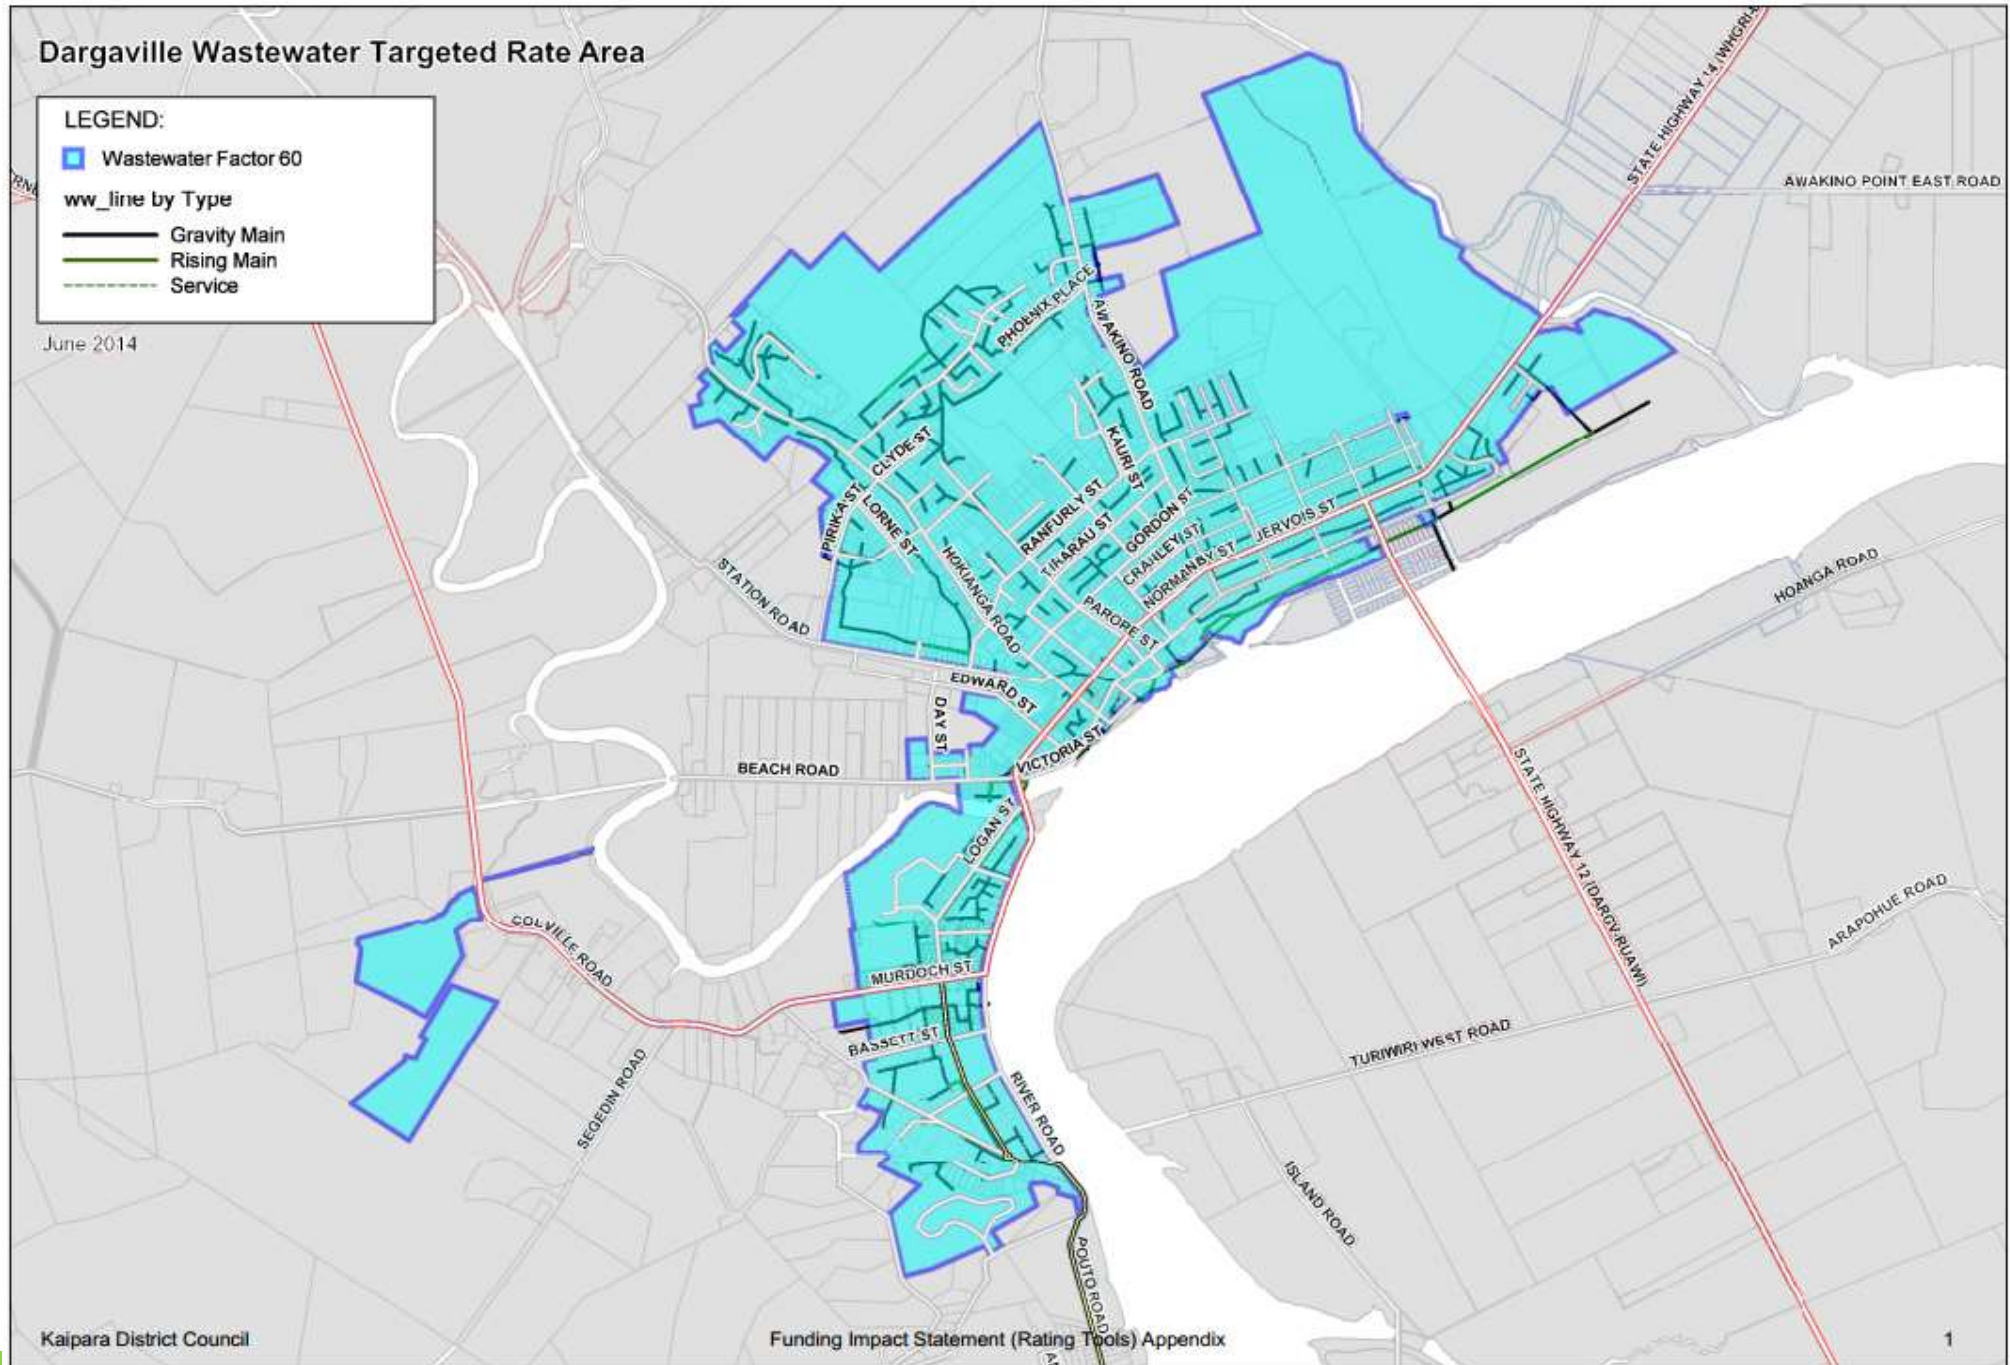 Dargaville Wastewater Targeted Rate Area
LEGEND:
Wastewater Factor 60
ww_line by Type
Gravity Main
Rising Main
Service
June 2014
STATE HIGHWAY 14
AWAKINO POINT EAST ROAD
PHOENIX PLACE
AWAKINO ROAD
CLYDE ST
KAURI ST
PIRIKA ST
LORNE ST
RANFURLY ST
TIRARAU ST
GORDON ST
JERVOIS ST
NORMANBY ST
HOKIANGA ROAD
PARORE ST
STATION ROAD
HOANGA ROAD
EDWARD ST
DAY ST
VICTORIA ST
BEACH ROAD
LOGAN ST
STATE HIGHWAY 12 (DARGV-RUAWI)
ARAPOHUE ROAD
COLVILLE ROAD
MURDOCH ST
BASSETT ST
TURIWIRI WEST ROAD
SEGEDIN ROAD
RIVER ROAD
ISLAND ROAD
POUTO ROAD
Kaipara District Council
Funding Impact Statement (Rating Tools) Appendix
1